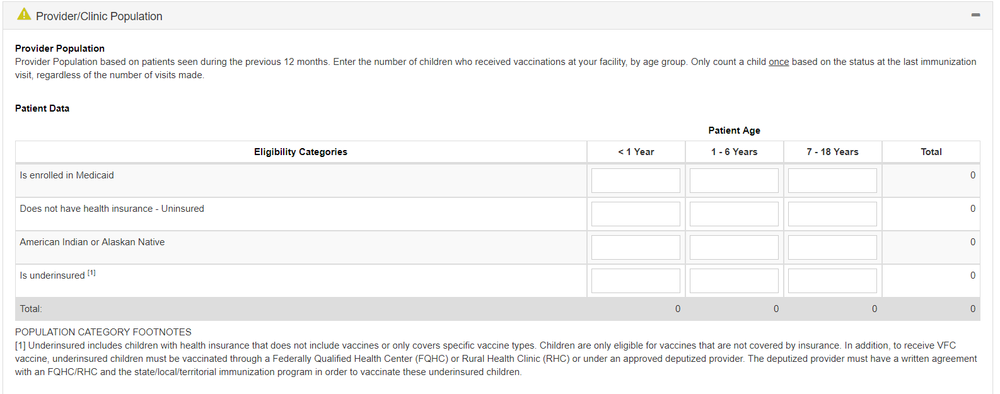 Provider/Clinic Population
Provider Population
Provider Population based on patients seen during the previous 12 months. Enter the number of children who received vaccinations at your facility, by age group. Only count a child once based on the status at the last immunization
visit, regardless of the number of visits made.
Patient Data
Patient Age
Eligibility Categories < 1 Year 1 - 6 Years 7 - 18 Years Total
Is enrolled in Medicaid 0
Does not have health insurance - Uninsured 0
American Indian or Alaskan Native 0
Is underinsured [1] 0
Total: 0 0 0 0
POPULATION CATEGORY FOOTNOTES
[1] Underinsured includes children with health insurance that does not include vaccines or only covers specific vaccine types. Children are only eligible for vaccines that are not covered by insurance. In addition, to receive VFC
vaccine, underinsured children must be vaccinated through a Federally Qualified Health Center (FQHC) or Rural Health Clinic (RHC) or under an approved deputized provider. The deputized provider must have a written agreement
with an FQHC/RHC and the state/local/territorial immunization program in order to vaccinate these underinsured children.